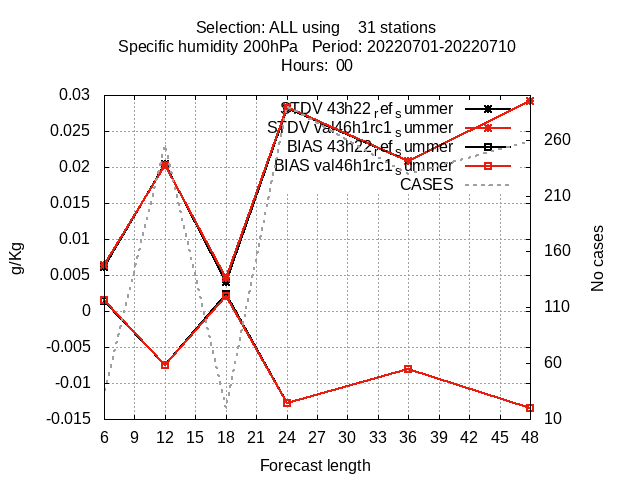 Selection: ALL using    31 stations
Specific humidity 200hPa   Period: 20220701-20220710
Hours:  00
STDV 43h22_ref_summer
STDV val46h1rc1_summer
BIAS 43h22_ref_summer
BIAS val46h1rc1_summer
CASES
g/Kg
0.03
0.025
0.02
0.015
0.01
0.005
0
-0.005
-0.01
-0.015
260
210
160
110
60
10
No cases
6 9 12 15 18 21 24 27 30 33 36 39 42 45 48
Forecast length